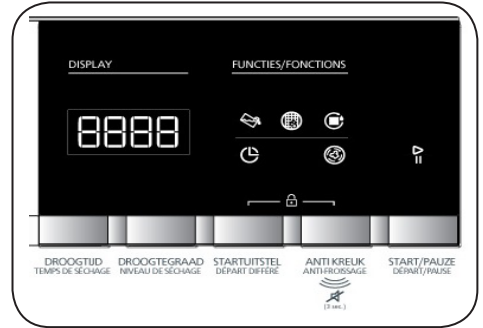 DISPLAY
FUNCTIES/FONCTIONS
8888
DROOGTIJD
TEMPS DE SÉCHAGE
DROOGTEGRAAD
NIVEAU DE SÉCHAGE
STARTUITSTEL
DÉPART DIFFÉRÉ
ANTI KREUK
ANTI-FROISSAGE
[3 sec.]
START/PAUZE
DÉPART/PAUSE